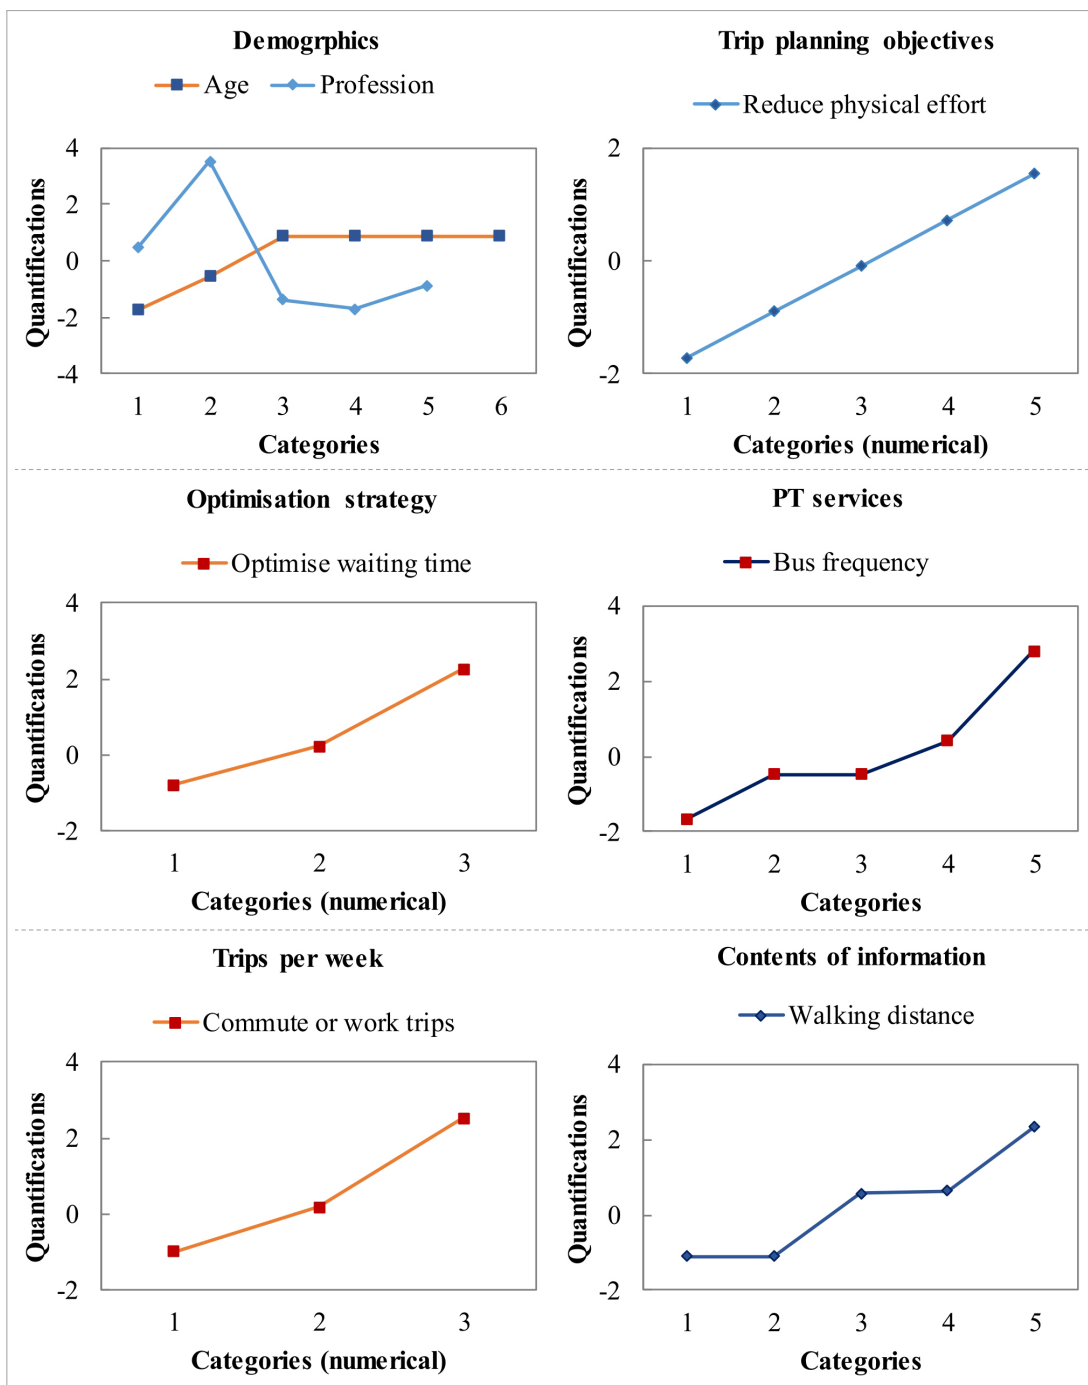 Demogrphics
Age Profession
4
2
0
-2
-4
Quantifications
1 2 3 4 5 6
Categories
Trip planning objectives
Reduce physical effort
2
0
-2
Quantifications
1 2 3 4 5
Categories (numerical)
Optimisation strategy
Optimise waiting time
4
2
0
-2
Quantifications
1 2 3
Categories (numerical)
PT services
Bus frequency
4
2
0
-2
Quantifications
1 2 3 4 5
Categories
Trips per week
Commute or work trips
4
2
0
-2
Quantifications
1 2 3
Categories (numerical)
Contents of information
Walking distance
4
2
0
-2
Quantifications
1 2 3 4 5
Categories